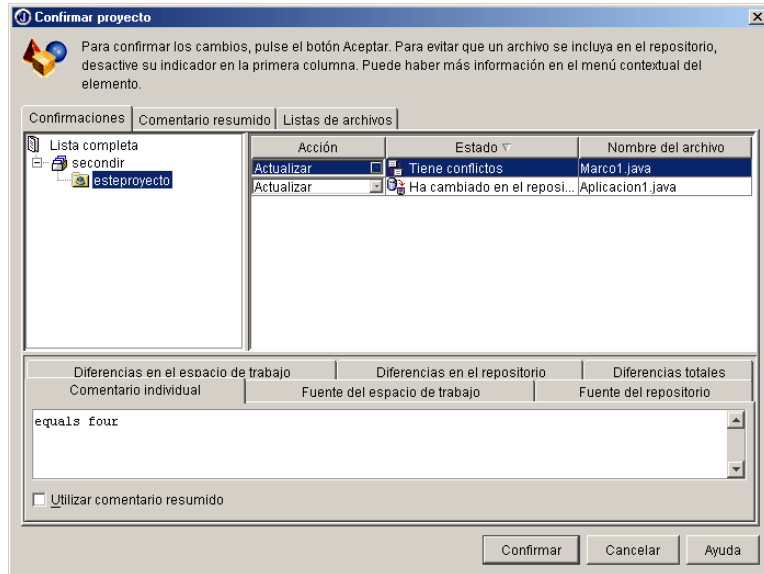 Confirmar proyecto
Para confirmar los cambios, pulse el botón Aceptar. Para evitar que un archivo se incluya en el repositorio,
desactive su indicador en la primera columna. Puede haber más información en el menú contextual del
elemento.
Confirmaciones Comentario resumido Listas de archivos
Lista completa
secondir
esteproyecto
Acción Estado Nombre del archivo
Actualizar Tiene conflictos Marco1.java
Actualizar Ha cambiado en el reposi... Aplicacion1.java
Diferencias en el espacio de trabajo Diferencias en el repositorio Diferencias totales
Comentario individual Fuente del espacio de trabajo Fuente del repositorio
equals four
Utilizar comentario resumido
Confirmar Cancelar Ayuda